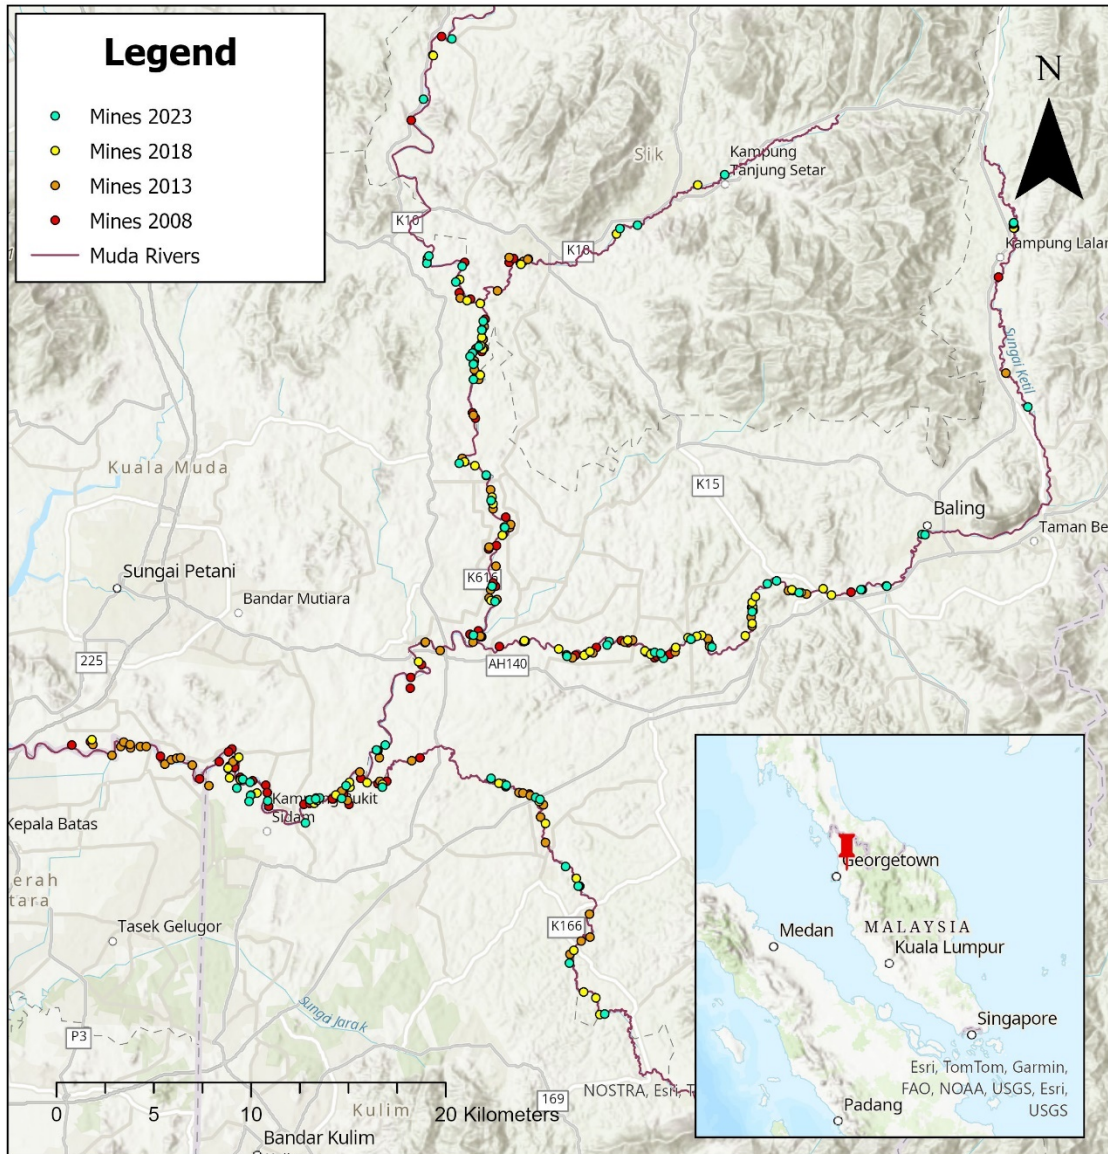 Legend
Mines 2023
Mines 2018
Mines 2013
Mines 2008
Muda Rivers
N
Sik
Kampung
Tanjung Setar
K10
K10
Kampung Lalan
Sungai Ketil
Kuala Muda
K15
Baling
Taman Be
Sungai Petani
K616
Bandar Mutiara
225
AH140
Kampung Bukit
Sidam
Kepala Batas
erah
tara
Tasek Gelugor
K166
Sunga Jarak
P3
0
5
10
20 Kilometers
NOSTRA, Esri, T
169
Kulim
Bandar Kulim
Georgetown
Medan
MALAYSIA
Kuala Lumpur
Singapore
Esri, TomTom, Garmin,
FAO, NOAA, USGS, Esri,
USGS
Padang